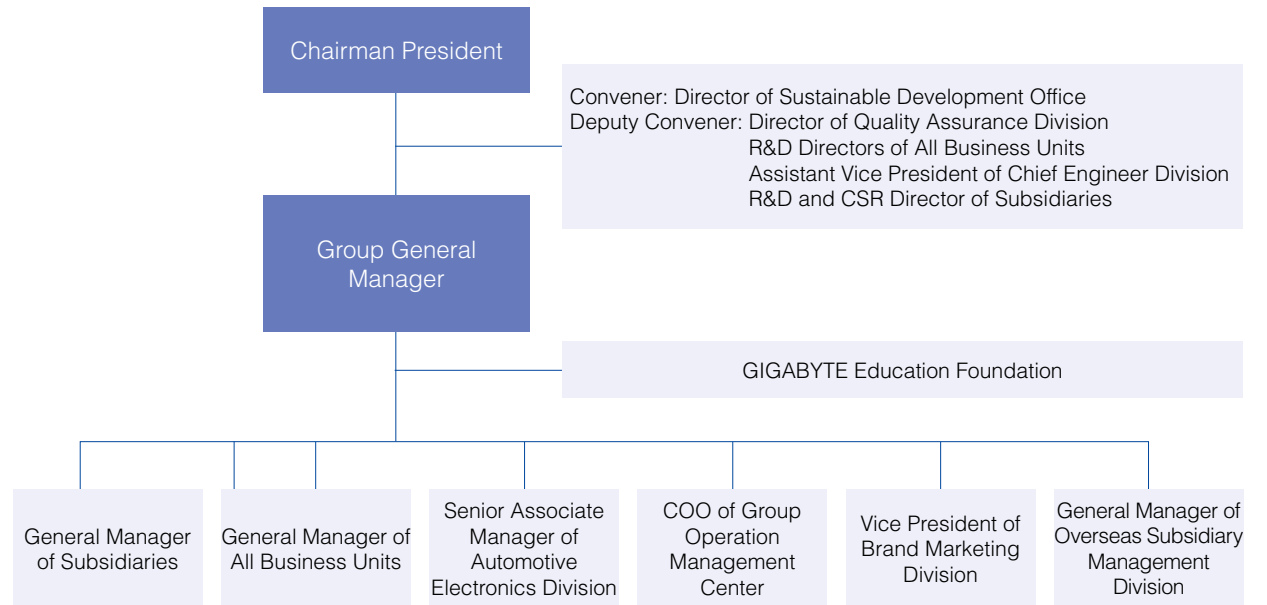 Chairman President
Convener: Director of Sustainable Development Office
Deputy Convener: Director of Quality Assurance Division
R&D Directors of All Business Units
Assistant Vice President of Chief Engineer Division
R&D and CSR Director of Subsidiaries
Group General
Manager
GIGABYTE Education Foundation
General Manager
of Subsidiaries
General Manager of
All Business Units
Senior Associate
Manager of
Automotive
Electronics Division
COO of Group
Operation
Management
Center
Vice President of
Brand Marketing
Division
General Manager of
Overseas Subsidiary
Management
Division